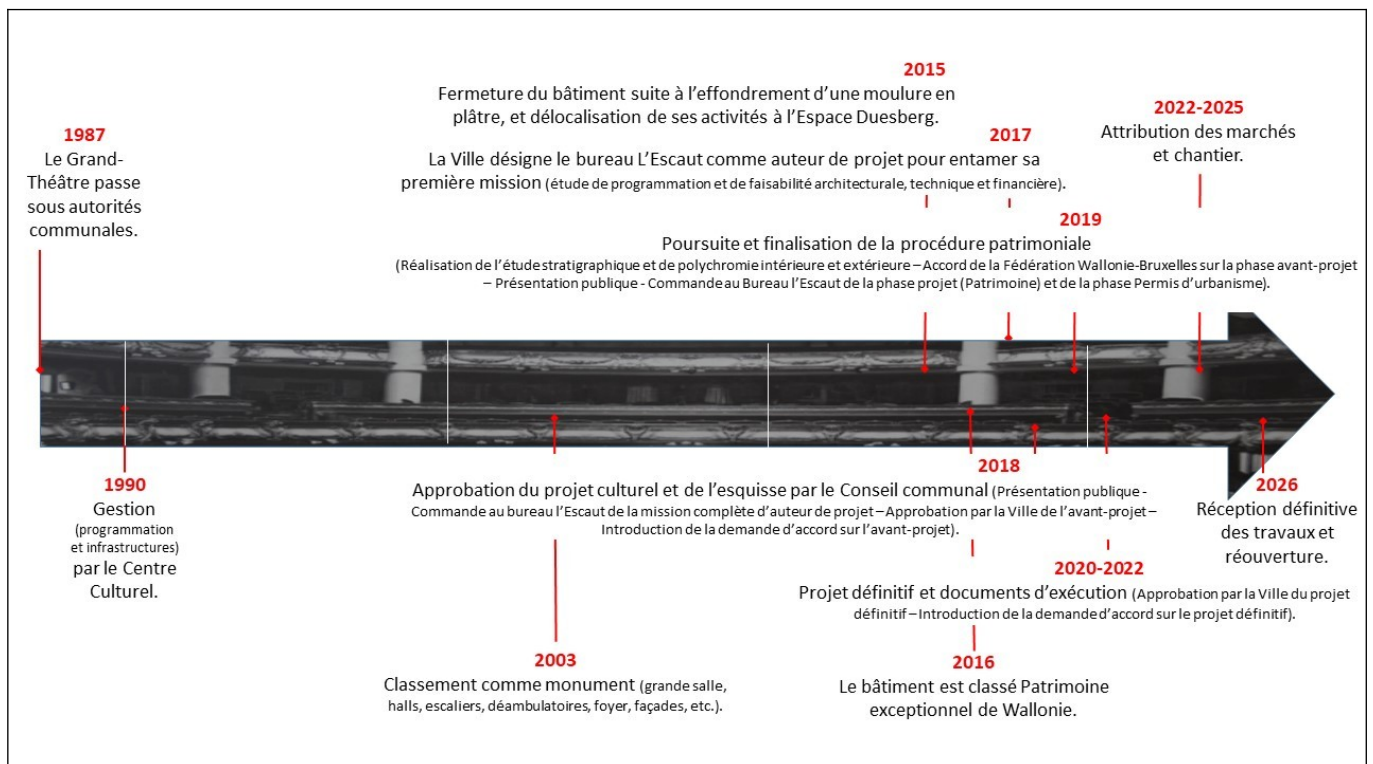 1987
Le Grand-
Théâtre passe
sous autorités
communales.
2015
Fermeture du bâtiment suite à l’effondrement d’une moulure en
plâtre, et délocalisation de ses activités à l’Espace Duesberg.
2017
La Ville désigne le bureau L’Escaut comme auteur de projet pour entamer sa
première mission (étude de programmation et de faisabilité architecturale, technique et financière).
2019
Poursuite et finalisation de la procédure patrimoniale
(Réalisation de l’étude stratigraphique et de polychromie intérieure et extérieure – Accord de la Fédération Wallonie-Bruxelles sur la phase avant-projet
– Présentation publique - Commande au Bureau l’Escaut de la phase projet (Patrimoine) et de la phase Permis d’urbanisme).
2022-2025
Attribution des marchés
et chantier.
1990
Gestion
(programmation
et infrastructures)
par le Centre
Culturel.
2018
Approbation du projet culturel et de l’esquisse par le Conseil communal (Présentation publique -
Commande au bureau l’Escaut de la mission complète d’auteur de projet – Approbation par la Ville de l’avant-projet –
Introduction de la demande d’accord sur l’avant-projet).
2026
Réception définitive
des travaux et
réouverture.
2020-2022
Projet définitif et documents d’exécution (Approbation par la Ville du projet
définitif – Introduction de la demande d’accord sur le projet définitif).
2003
Classement comme monument (grande salle,
halls, escaliers, déambulatoires, foyer, façades, etc.).
2016
Le bâtiment est classé Patrimoine
exceptionnel de Wallonie.